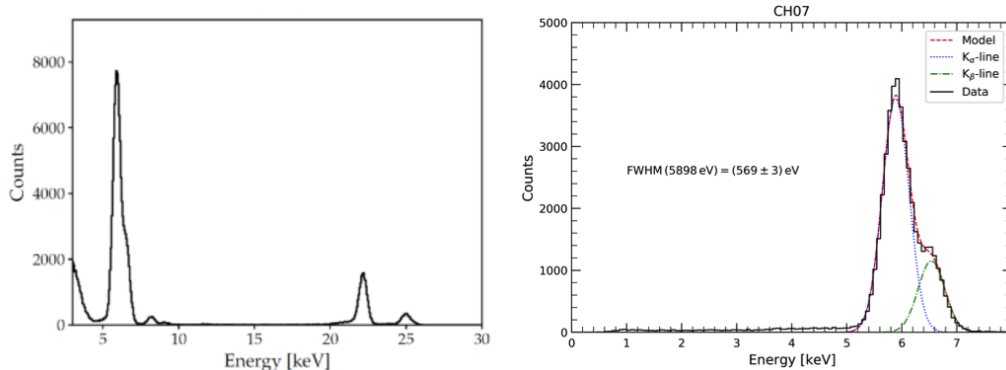 8000
6000
4000
2000
0
Counts
5
10
15
20
25
30
Energy [keV]
CH07
5000
4000
3000
2000
1000
0
Counts
Model
Kα-line
Kβ-line
Data
FWHM (5898 eV) = (569 ± 3) eV
0
1
2
3
4
5
6
7
Energy [keV]